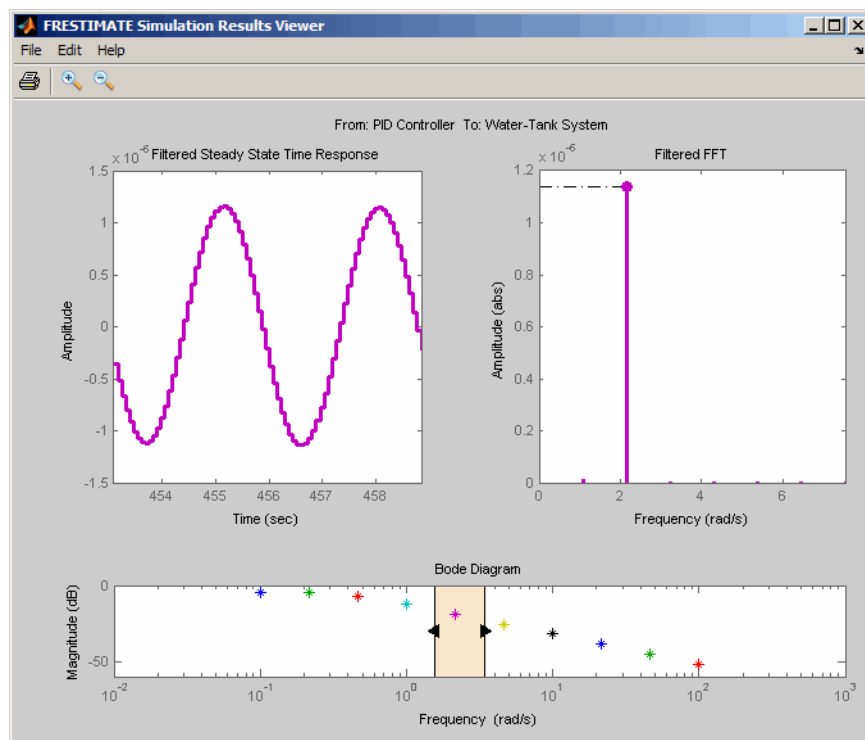 FRESTIMATE Simulation Results Viewer
File Edit Help
From: PID Controller To: Water-Tank System
x 10^-6 Filtered Steady State Time Response
1.5
1
0.5
0
-0.5
-1
-1.5
Amplitude
454 455 456 457 458
Time (sec)
x 10^-6 Filtered FFT
1.2
1
0.8
0.6
0.4
0.2
0
Amplitude (abs)
0 2 4 6
Frequency (rad/s)
Bode Diagram
0
-50
Magnitude (dB)
10^-2 10^-1 10^0 10^1 10^2 10^3
Frequency (rad/s)